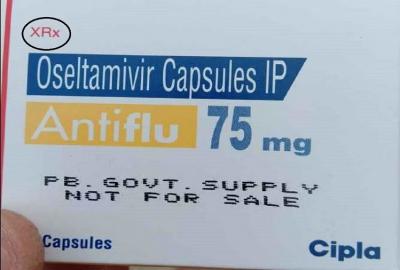 XRx
Oseltamivir Capsules IP
Antiflu 75 mg
PB. GOVT. SUPPLY
NOT FOR SALE
Capsules
Cipla